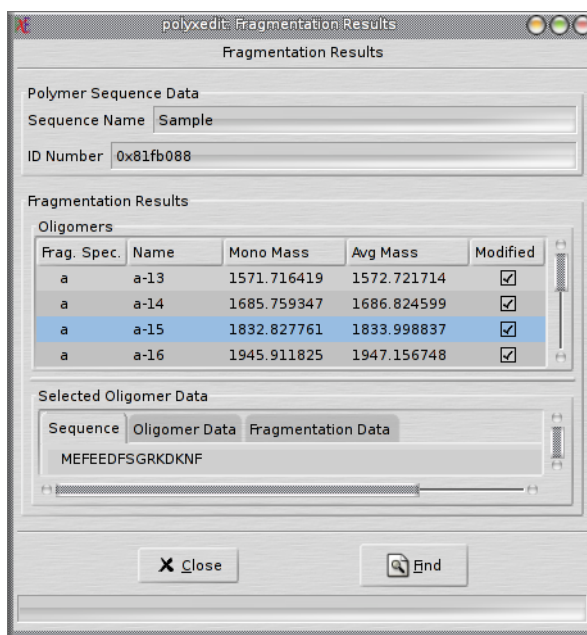 polyxedit: Fragmentation Results
Fragmentation Results
Polymer Sequence Data
Sequence Name Sample
ID Number 0x81fb088
Fragmentation Results
Oligomers
Frag. Spec. Name Mono Mass Avg Mass Modified
a a-13 1571.716419 1572.721714
a a-14 1685.759347 1686.824599
a a-15 1832.827761 1833.998837
a a-16 1945.911825 1947.156748
Selected Oligomer Data
Sequence Oligomer Data Fragmentation Data
MEFEEDFSGRKDKNF
Close Find